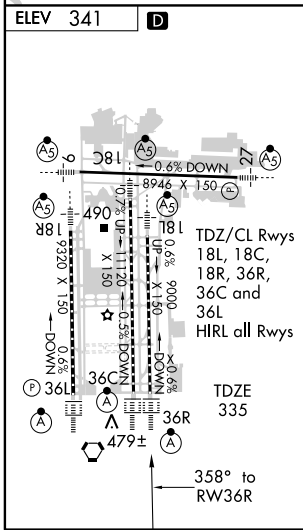 ELEV 341
D
A5
A5
A5
9
18C
0.6% DOWN
27
8946 X 150
P
A5
A5
490
18R
18L
0.7% UP
0.6% UP
9320 X 150
11120 X 150
9000 X 150
0.6% DOWN
0.5% DOWN
0.6% DOWN
TDZ/CL Rwys
18L, 18C,
18R, 36R,
36C and
36L
HIRL all Rwys
TDZE
335
P
36L
36C
36R
A
A
A
479±
358° to
RW36R